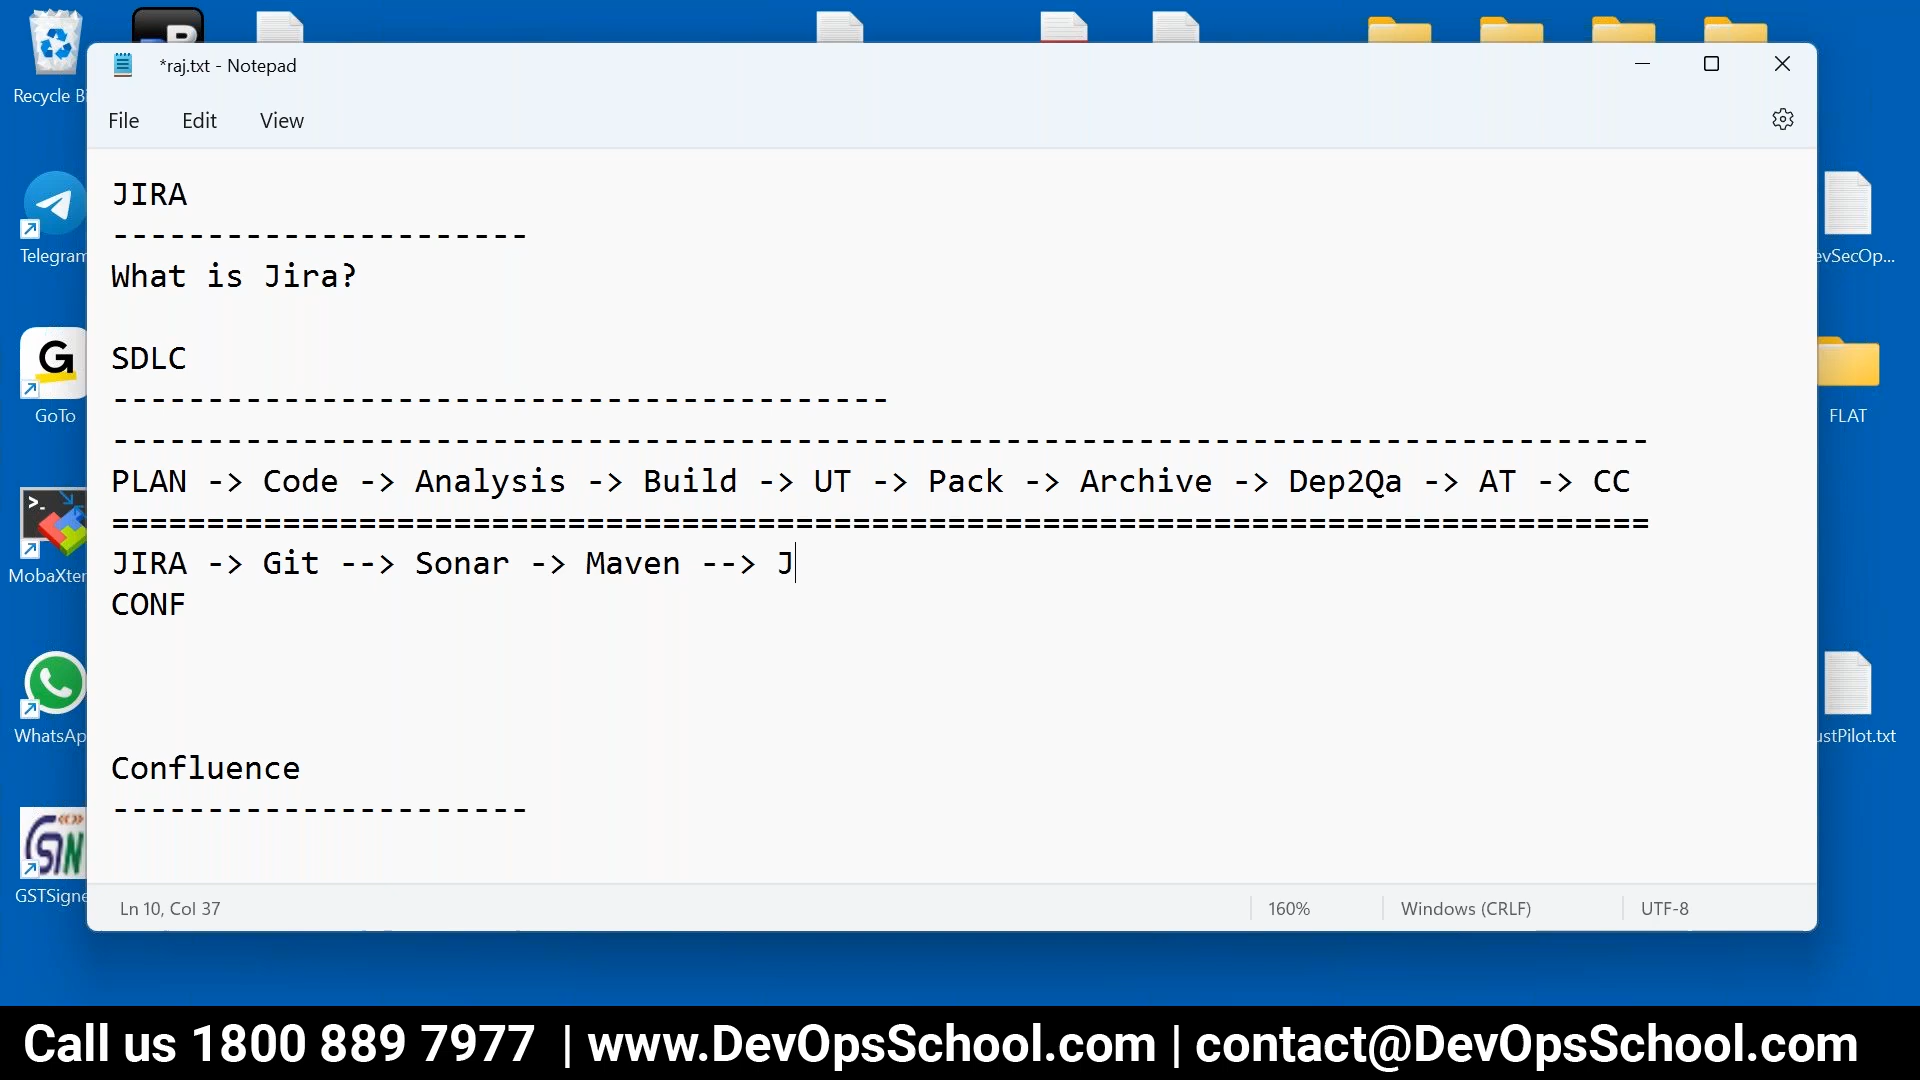 *raj.txt - Notepad
File Edit View
Recycle Bi
Telegram
GoTo
MobaXter
WhatsAp
GSTSigne
evSecOp...
FLAT
ustPilot.txt
JIRA
----------------------
What is Jira?
SDLC
-----------------------------------------
---------------------------------------------------------------------------------
PLAN -> Code -> Analysis -> Build -> UT -> Pack -> Archive -> Dep2Qa -> AT -> CC
=================================================================================
JIRA -> Git --> Sonar -> Maven --> J
CONF
Confluence
----------------------
Ln 10, Col 37 160% Windows (CRLF) UTF-8
Call us 1800 889 7977 | www.DevOpsSchool.com | contact@DevOpsSchool.com